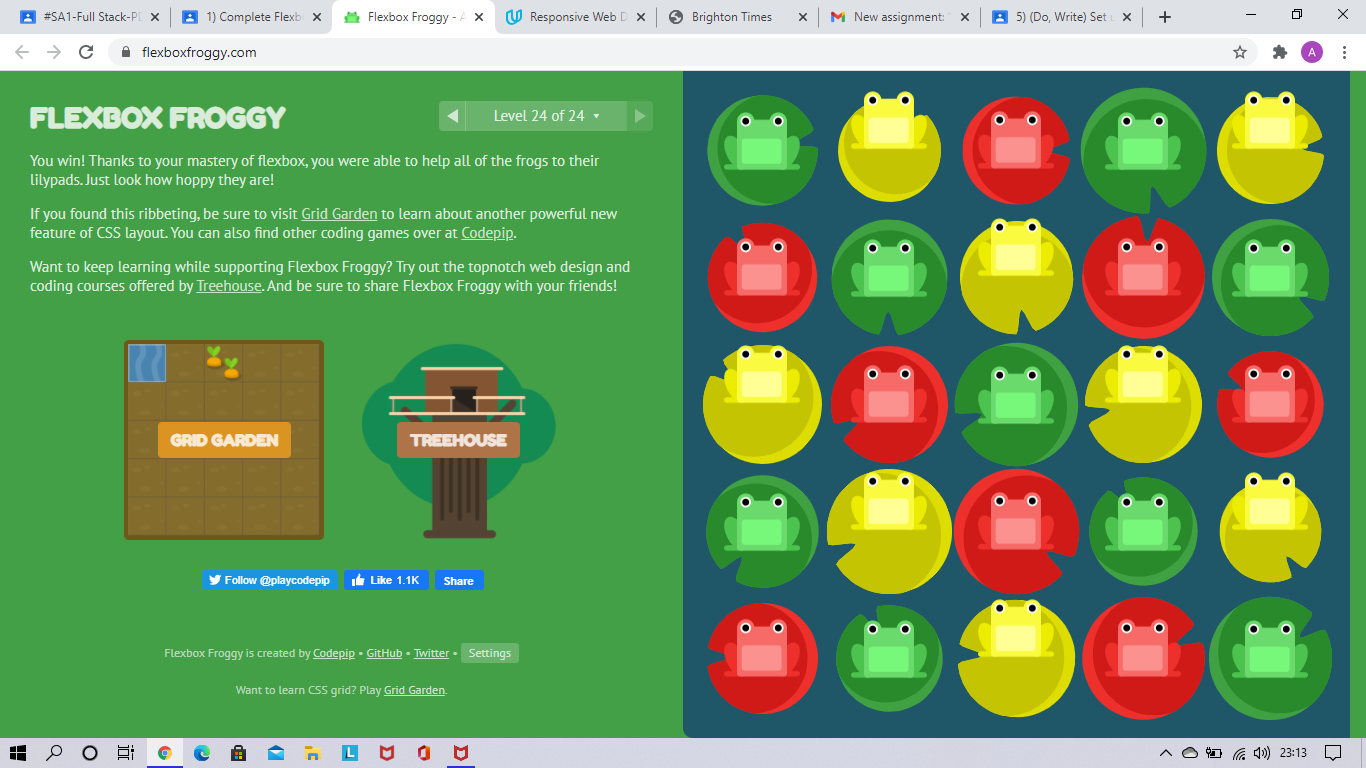 #SA1-Full Stack-PD
1) Complete Flexbo
Flexbox Froggy - A
Responsive Web D
Brighton Times
New assignment: "
5) (Do, Write) Set u
flexboxfroggy.com
A
FLEXBOX FROGGY
Level 24 of 24
You win! Thanks to your mastery of flexbox, you were able to help all of the frogs to their
lilypads. Just look how hoppy they are!
If you found this ribbeting, be sure to visit Grid Garden to learn about another powerful new
feature of CSS layout. You can also find other coding games over at Codepip.
Want to keep learning while supporting Flexbox Froggy? Try out the topnotch web design and
coding courses offered by Treehouse. And be sure to share Flexbox Froggy with your friends!
GRID GARDEN
TREEHOUSE
Follow @playcodepip
Like 1.1K
Share
Flexbox Froggy is created by Codepip • GitHub • Twitter • Settings
Want to learn CSS grid? Play Grid Garden.
L
23:13